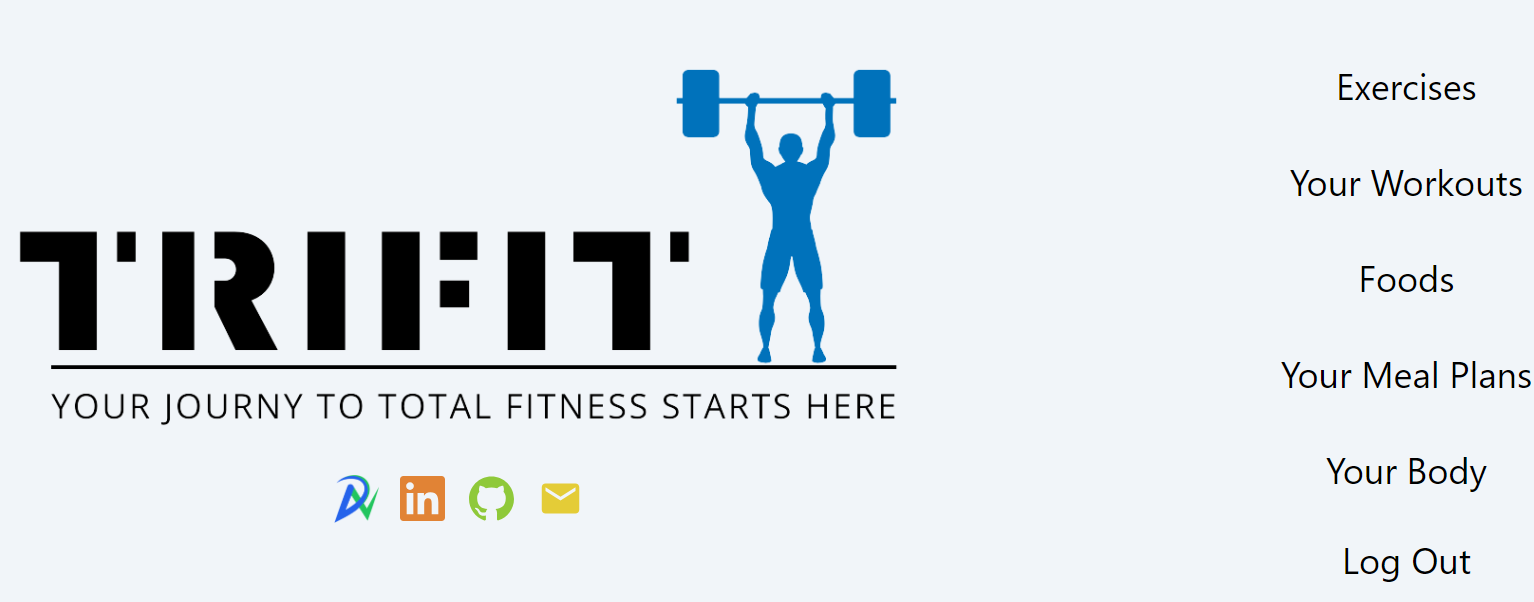 TRIFIT
YOUR JOURNY TO TOTAL FITNESS STARTS HERE
in
Exercises
Your Workouts
Foods
Your Meal Plans
Your Body
Log Out